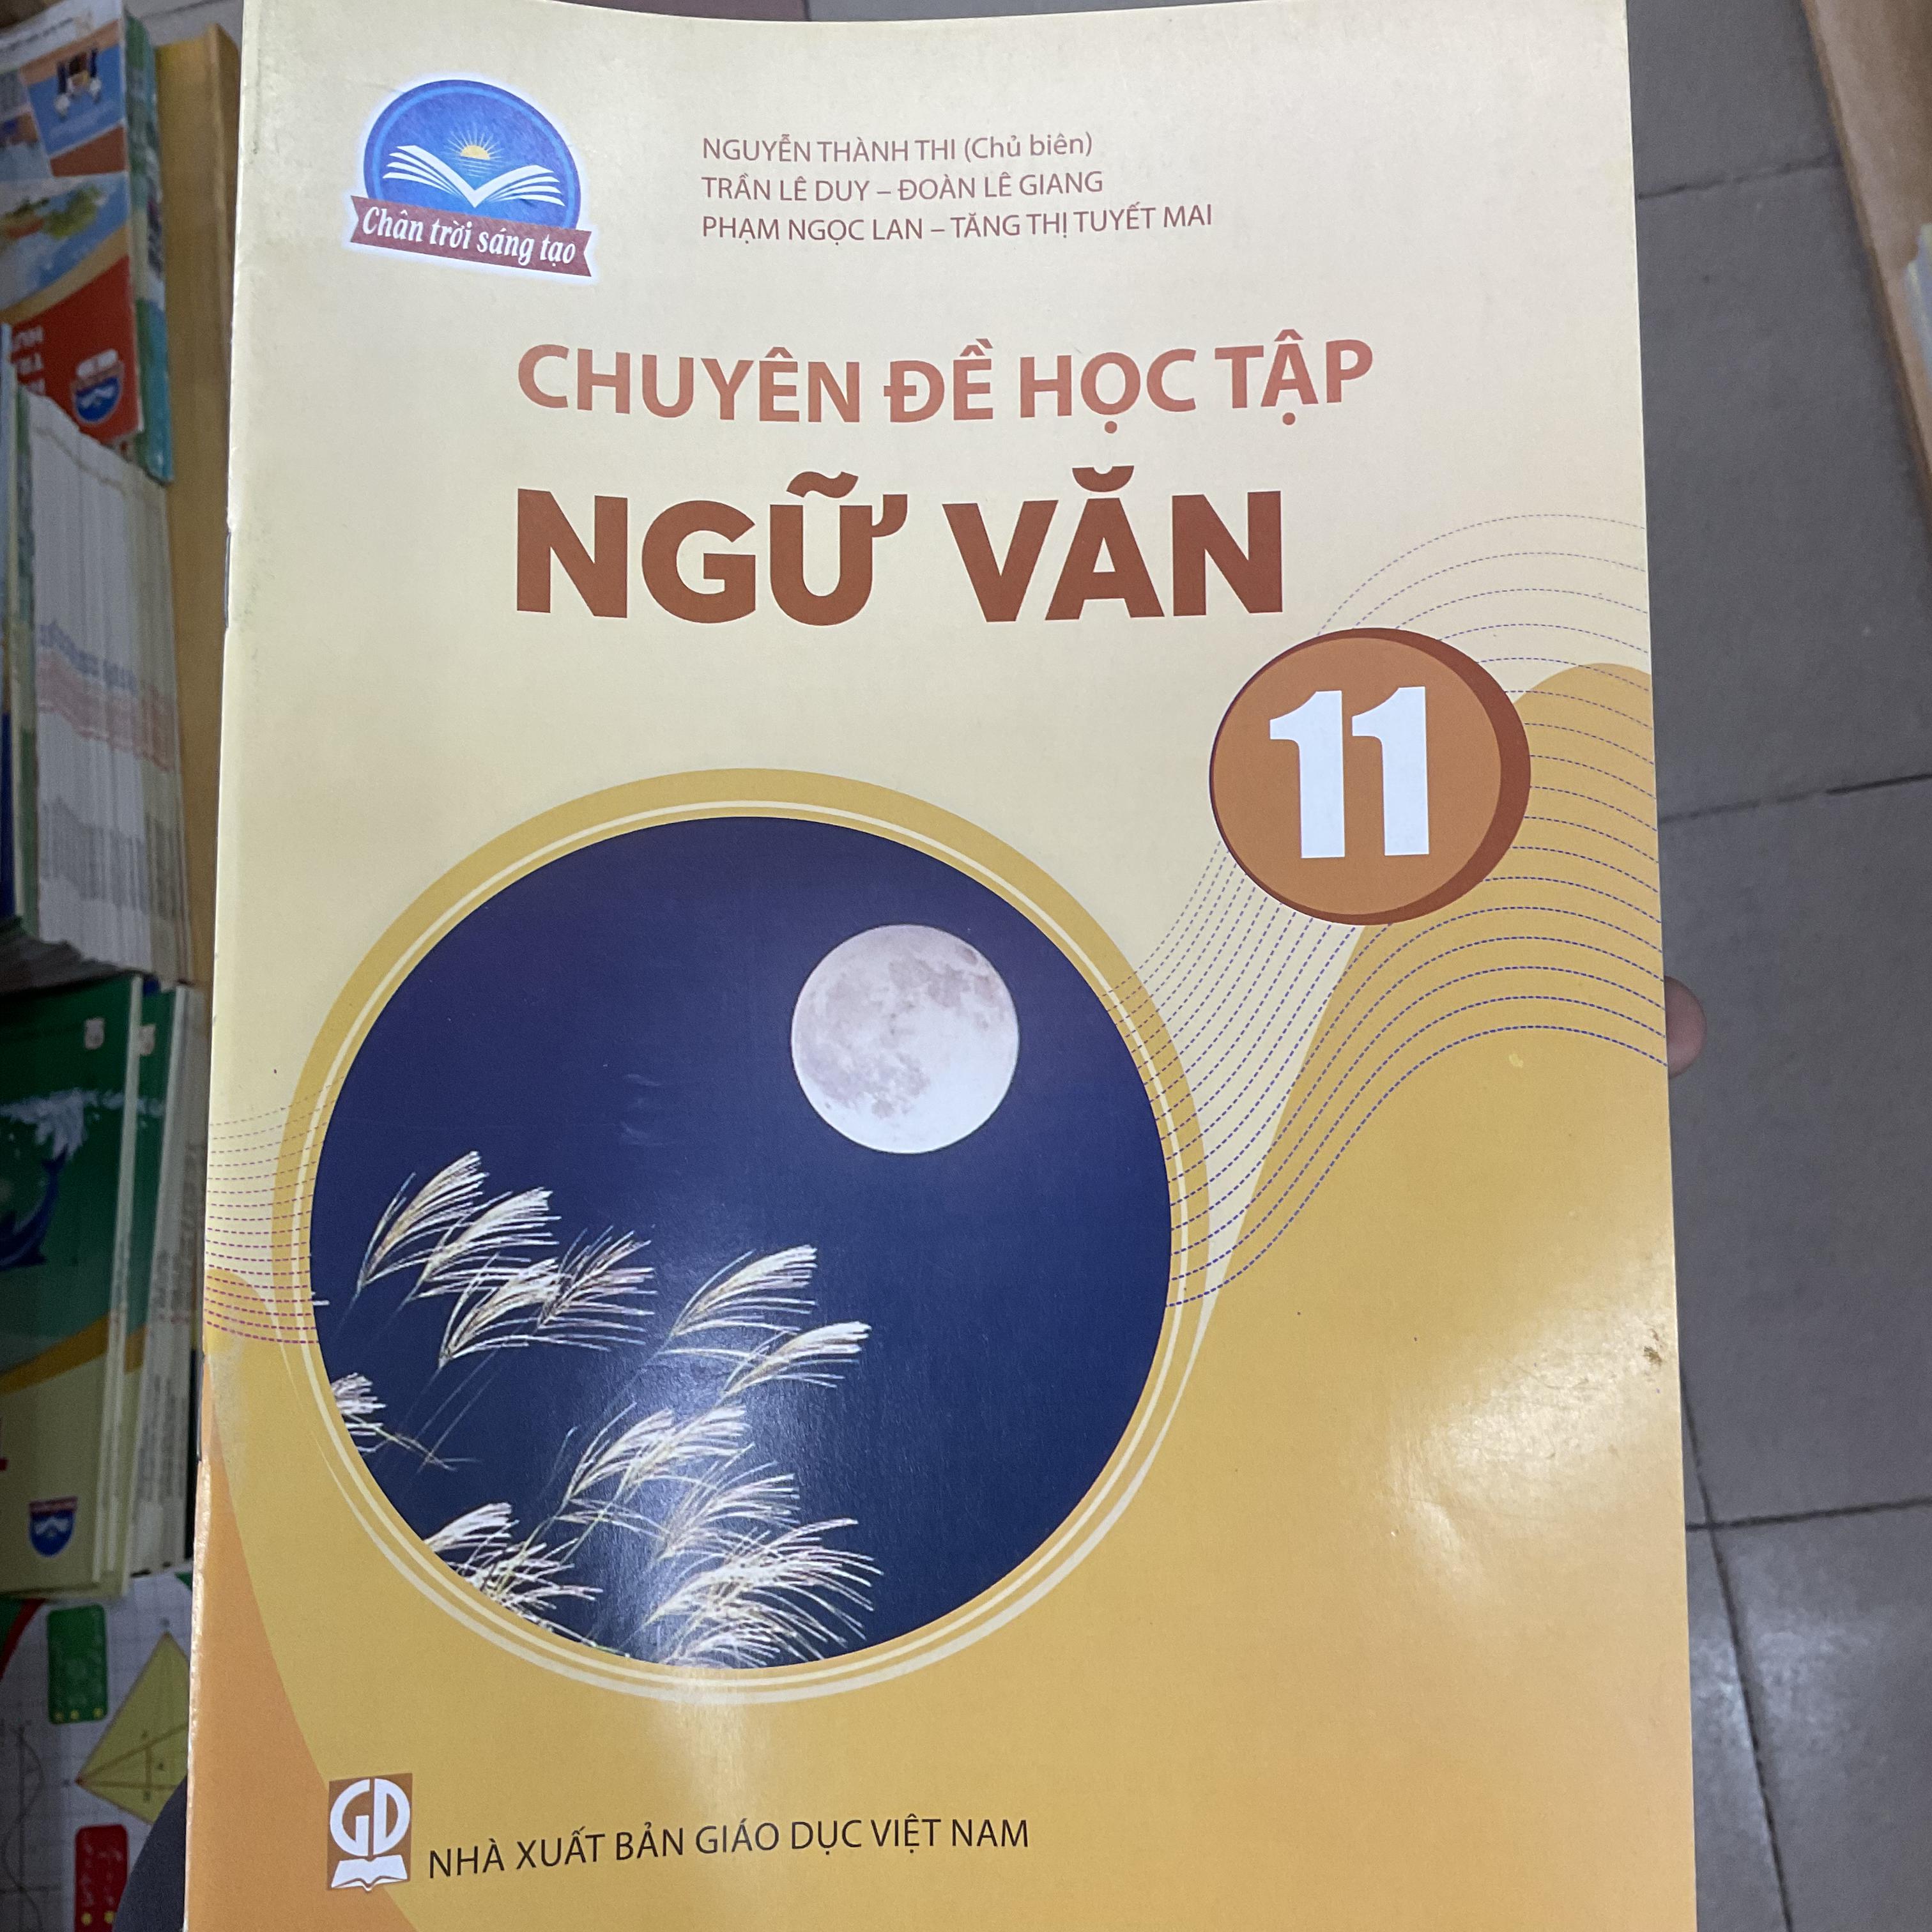 Chân trời sáng tạo
NGUYỄN THÀNH THI (Chủ biên)
TRẦN LÊ DUY – ĐOÀN LÊ GIANG
PHẠM NGỌC LAN – TĂNG THỊ TUYẾT MAI
CHUYÊN ĐỀ HỌC TẬP
NGỮ VĂN
11
GD
NHÀ XUẤT BẢN GIÁO DỤC VIỆT NAM